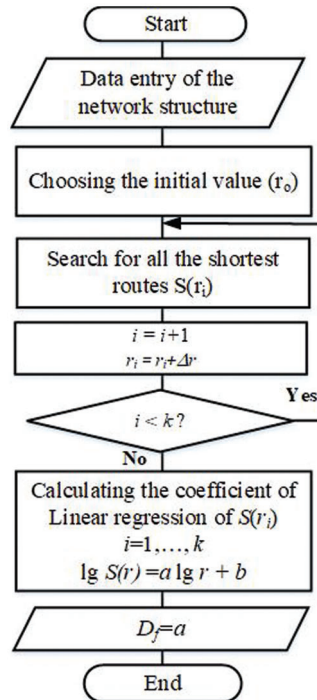 Start
Data entry of the
network structure
Choosing the initial value (rₒ)
Search for all the shortest
routes S(rᵢ)
i = i+1
rᵢ = rᵢ+Δr
Yes
i < k?
No
Calculating the coefficient of
Linear regression of S(rᵢ)
i=1,…, k
lg S(r) =a lg r + b
D_f=a
End